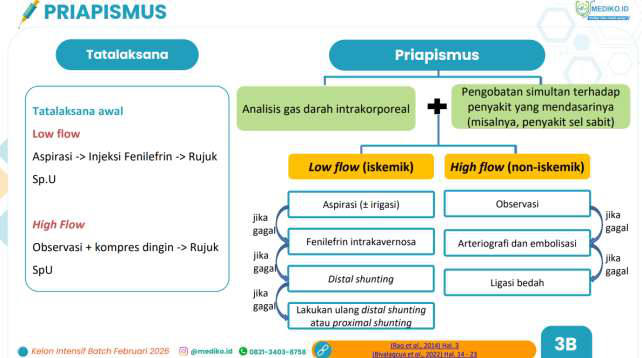 PRIAPISMUS
MEDIKO.ID
Tatalaksana
Tatalaksana awal
Low flow
Aspirasi -> Injeksi Fenilefrin -> Rujuk
Sp.U
High Flow
Observasi + kompres dingin -> Rujuk
SpU
Priapismus
Analisis gas darah intrakorporeal
+
Pengobatan simultan terhadap
penyakit yang mendasarinya
(misalnya, penyakit sel sabit)
Low flow (iskemik)
Aspirasi (± irigasi)
jika
gagal
Fenilefrin intrakavernosa
jika
gagal
Distal shunting
jika
gagal
Lakukan ulang distal shunting
atau proximal shunting
High flow (non-iskemik)
Observasi
jika
gagal
Arteriografi dan embolisasi
jika
gagal
Ligasi bedah
Kelan Intensif Batch Februari 2026
@mediko.id
0821-3403-8758
(Rao et al., 2014) Hal. 3
(Bivalaqcua et al., 2022) Hal. 14 - 23
3B